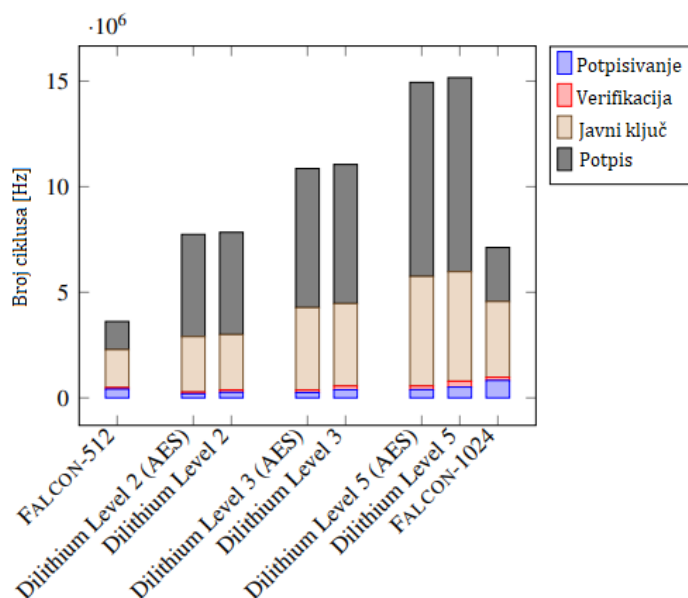 ·10⁶
15
10
5
0
Broj ciklusa [Hz]
FALCON-512
Dilithium Level 2 (AES)
Dilithium Level 2
Dilithium Level 3 (AES)
Dilithium Level 3
Dilithium Level 5 (AES)
Dilithium Level 5
FALCON-1024
Potpisivanje
Verifikacija
Javni ključ
Potpis